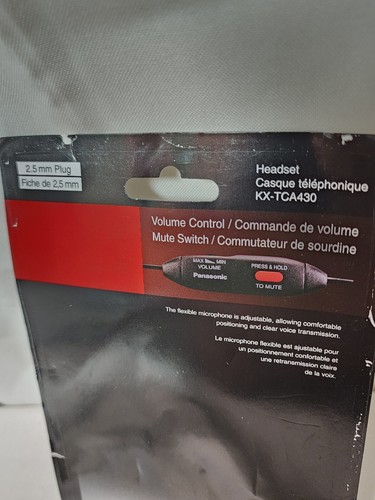 2.5 mm Plug
Fiche de 2.5 mm
Headset
Casque téléphonique
KX-TCA430
Volume Control / Commande de volume
Mute Switch / Commutateur de sourdine
MAX MIN
VOLUME
Panasonic
PRESS & HOLD
TO MUTE
The flexible microphone is adjustable, allowing comfortable
positioning and clear voice transmission.
Le microphone flexible est ajustable pour
un positionnement confortable et
une retransmission claire
de la voix.